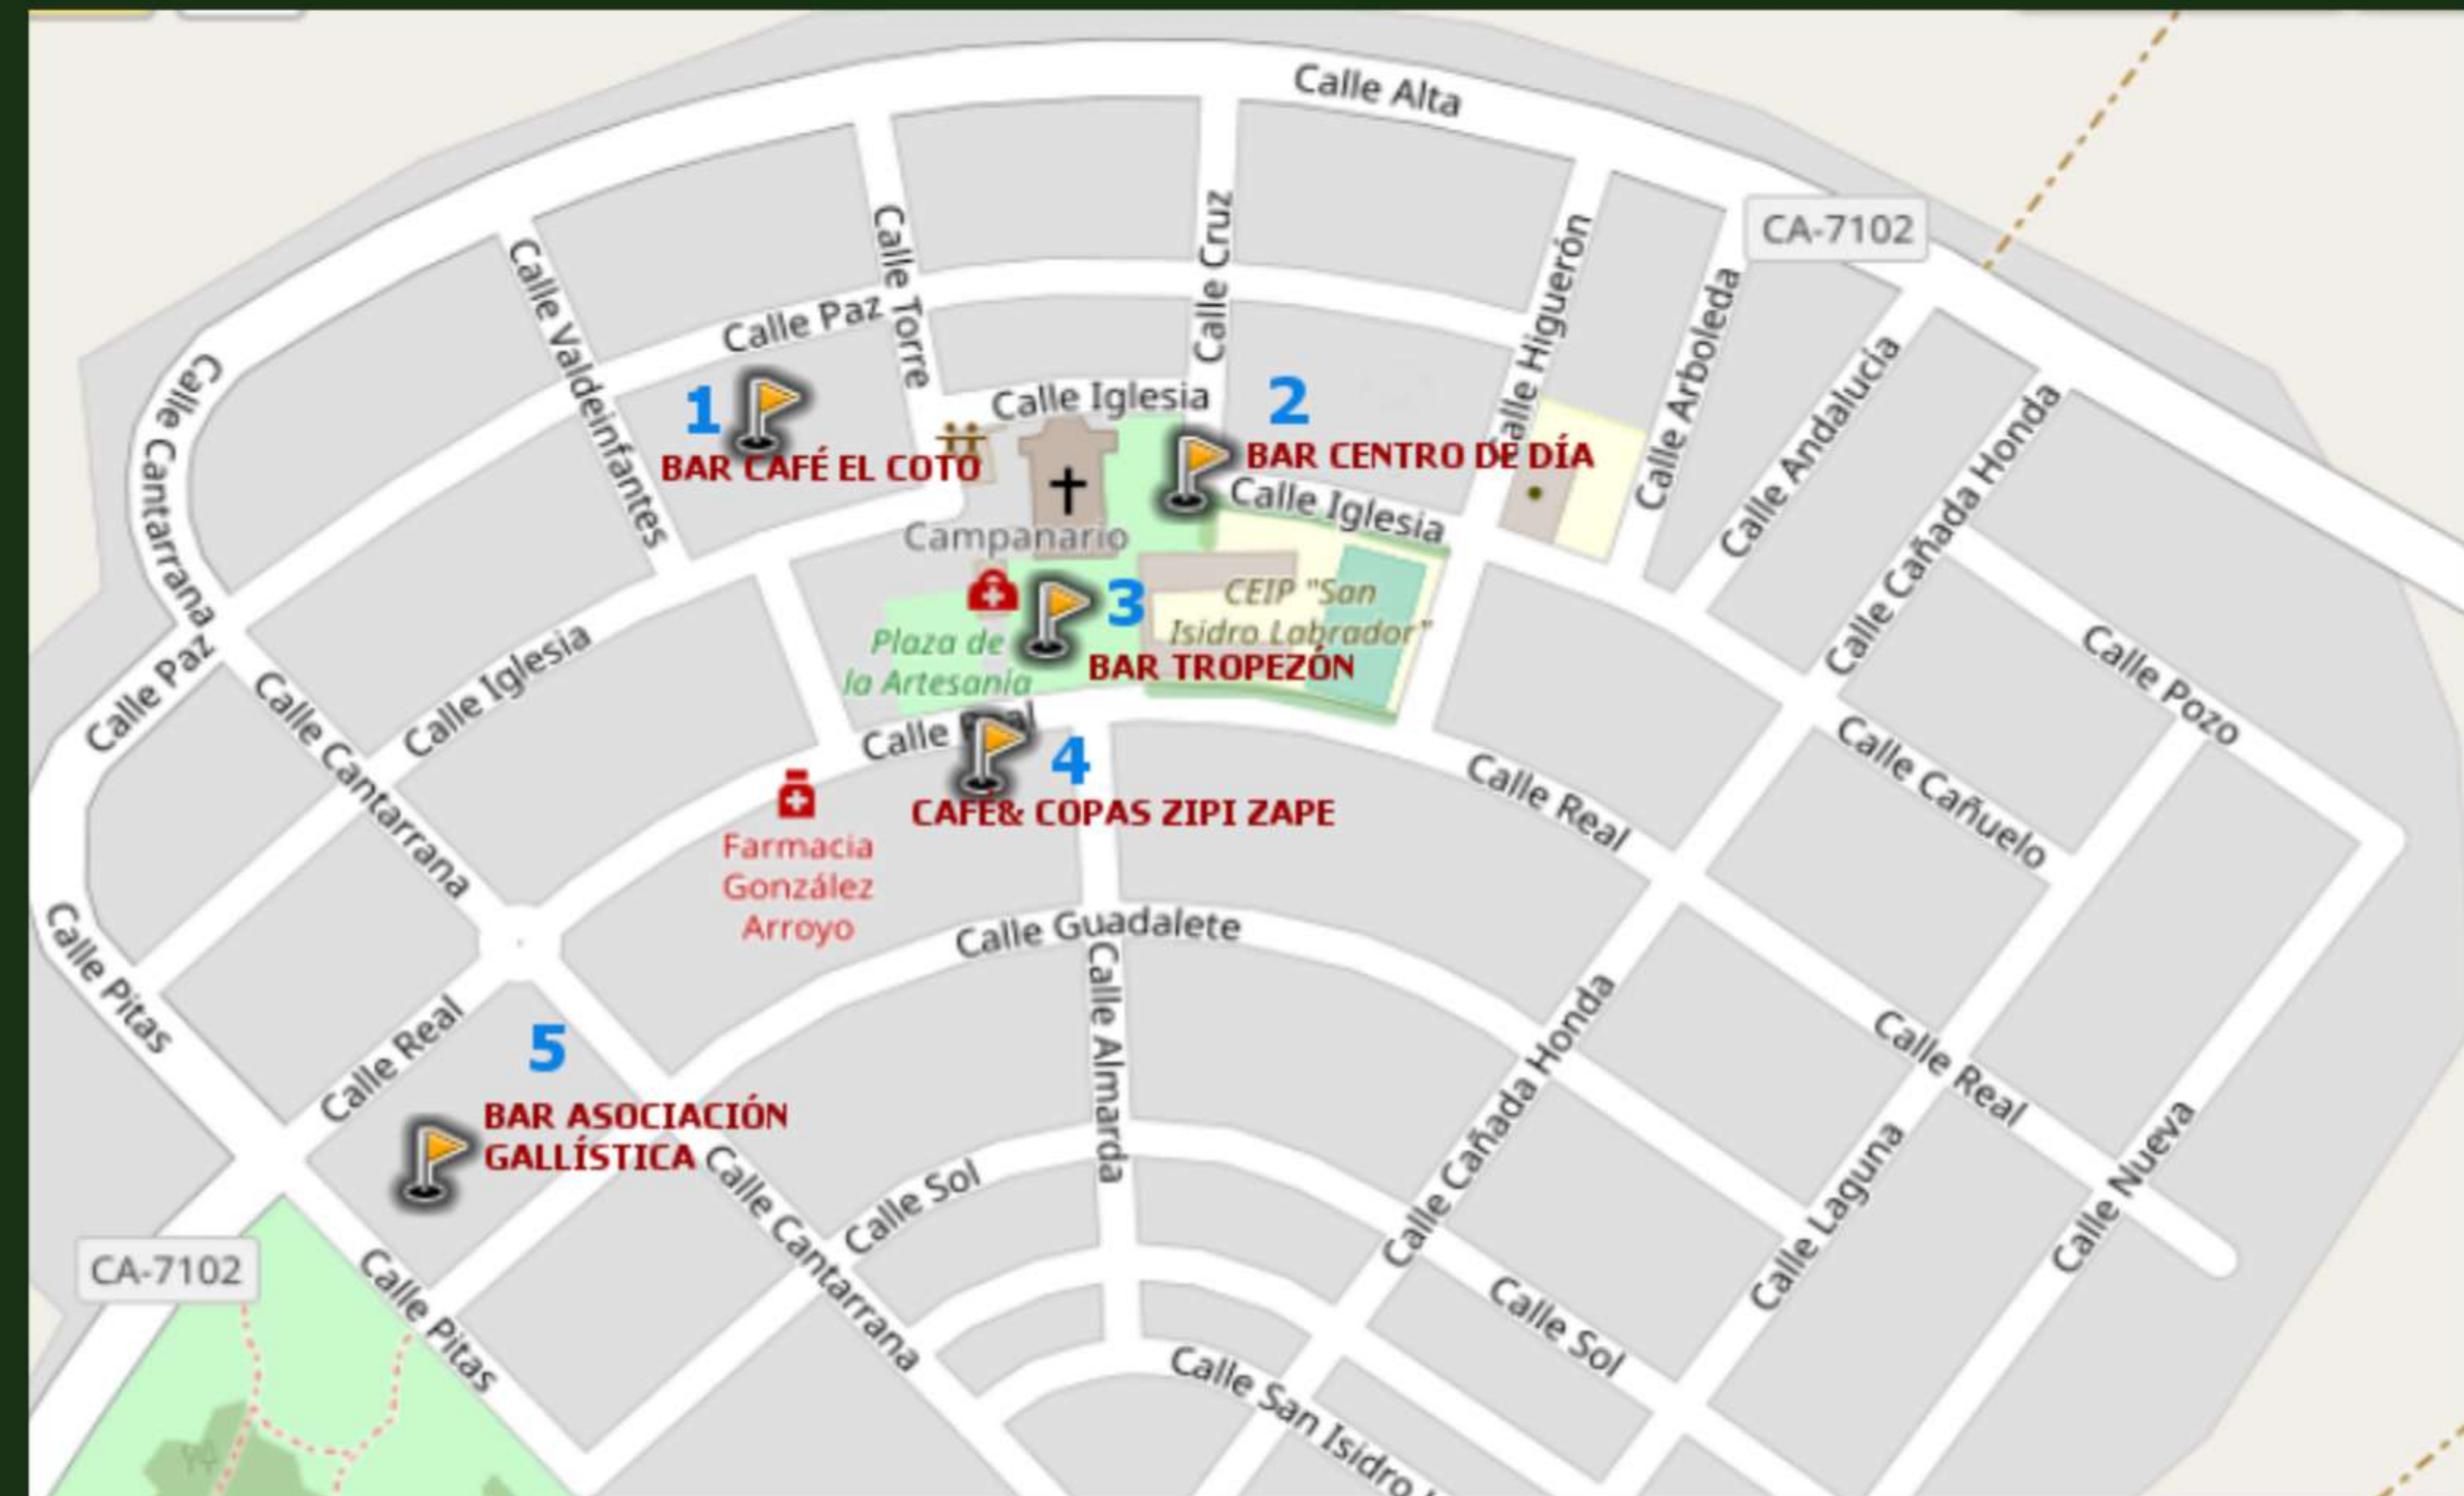 Calle Alta
CA-7102
Calle Cruz
Calle Torre
Calle Higuerón
Calle Valdeinfantes
Calle Arboleda
Calle Paz
Calle Andalucía
Calle Cantarrana
Calle Cañada Honda
1
BAR CAFÉ EL COTO
Calle Iglesia
2
BAR CENTRO DE DÍA
Calle Iglesia
Campanario
3
CEIP "San
Isidro Labrador"
BAR TROPEZÓN
Plaza de
la Artesanía
Calle Paz
Calle Iglesia
Calle Cantarrana
Calle Pozo
Calle
4
CAFÉ& COPAS ZIPI ZAPE
Calle Real
Calle Cañuelo
Farmacia
González
Arroyo
Calle Guadalete
Calle Pitas
Calle Real
Calle Almarda
Calle Cañada Honda
Calle Real
5
BAR ASOCIACIÓN
GALLÍSTICA
Calle Cantarrana
Calle Sol
Calle Laguna
Calle Nueva
CA-7102
Calle Pitas
Calle Sol
Calle San Isidro